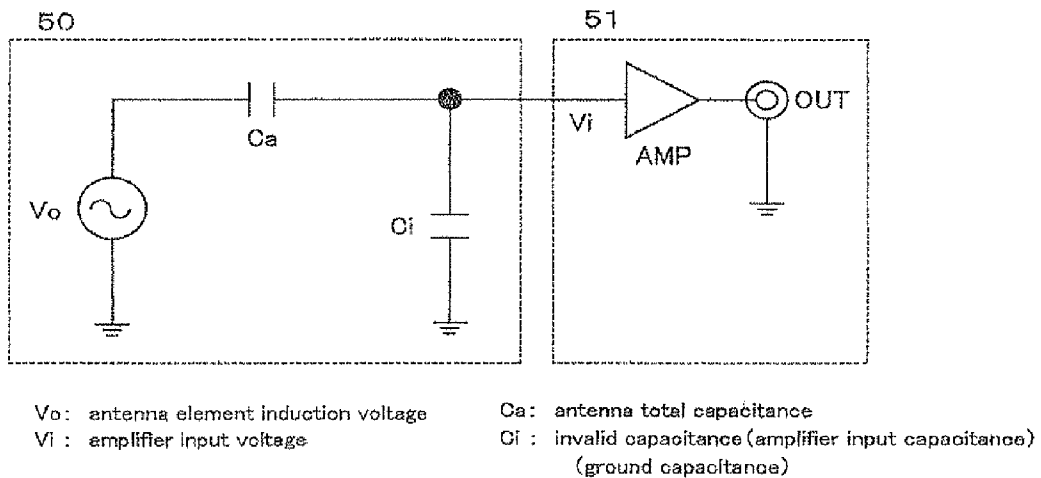 50
51
Ca
Vi
OUT
AMP
Vo
Ci
Vo: antenna element induction voltage
Vi : amplifier input voltage
Ca: antenna total capacitance
Ci : invalid capacitance (amplifier input capacitance)
(ground capacitance)